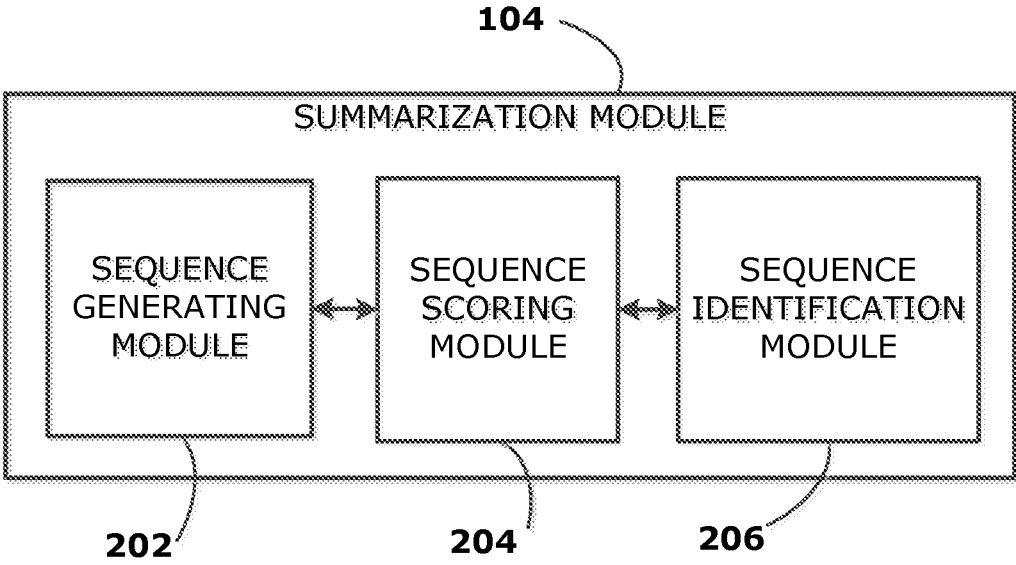 104
SUMMARIZATION MODULE
SEQUENCE
GENERATING
MODULE
SEQUENCE
SCORING
MODULE
SEQUENCE
IDENTIFICATION
MODULE
202
204
206